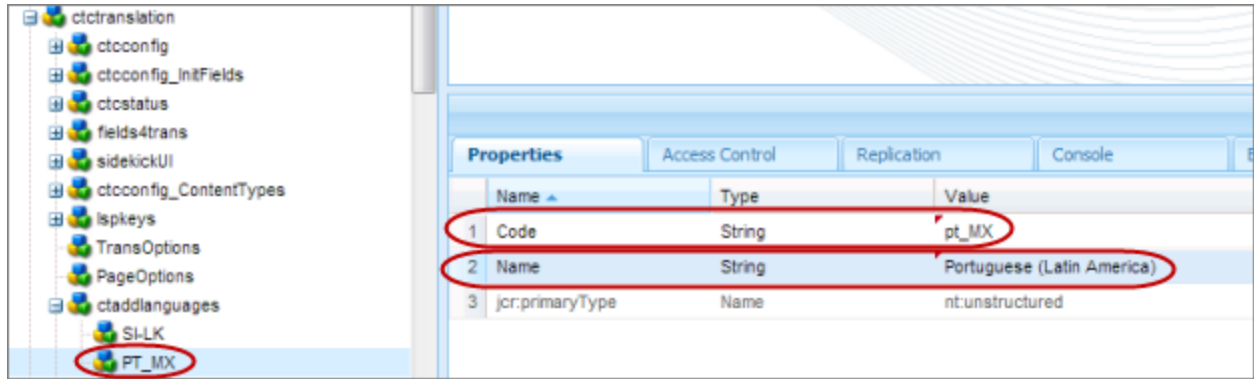 ctctranslation
ctcconfig
ctcconfig_InitFields
ctcstatus
fields4trans
sidekickUI
ctcconfig_ContentTypes
lspkeys
TransOptions
PageOptions
ctaddlanguages
SI-LK
PT_MX
Properties Access Control Replication Console
Name Type Value
1 Code String pt_MX
2 Name String Portuguese (Latin America)
3 jcr:primaryType Name nt:unstructured